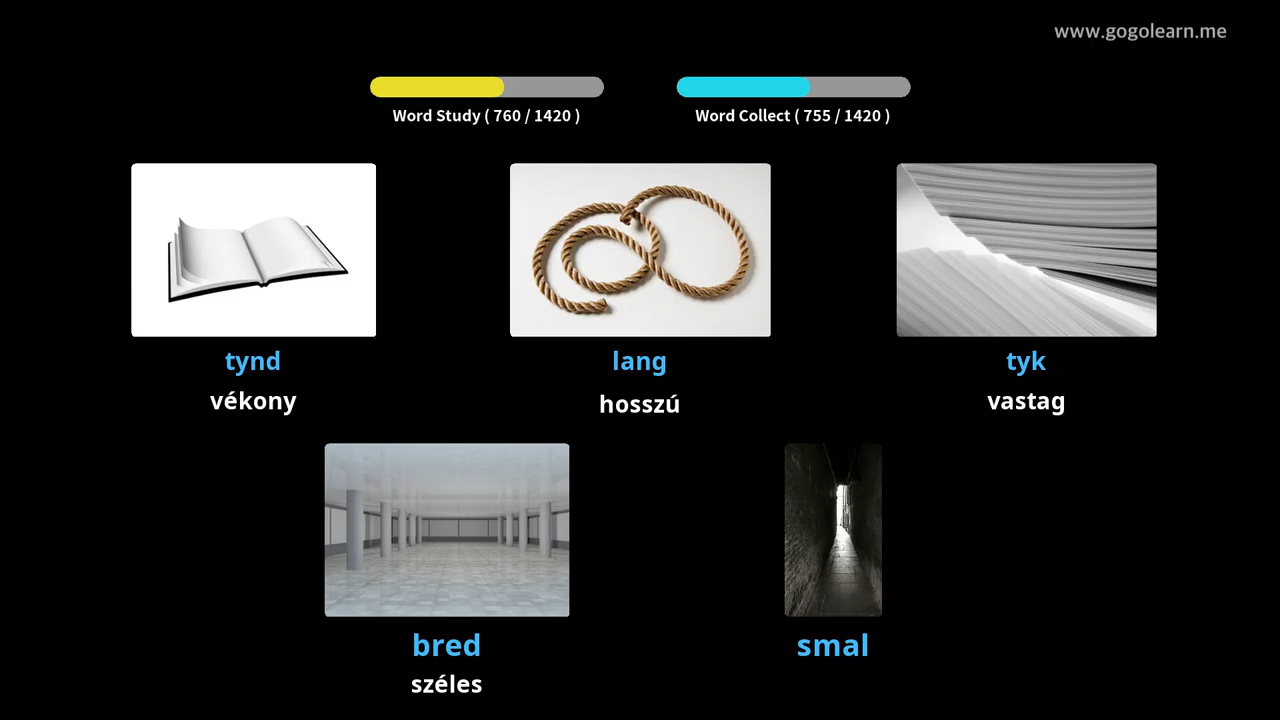 www.gogolearn.me
Word Study ( 760 / 1420 )
Word Collect ( 755 / 1420 )
tynd
vékony
lang
hosszú
tyk
vastag
bred
széles
smal